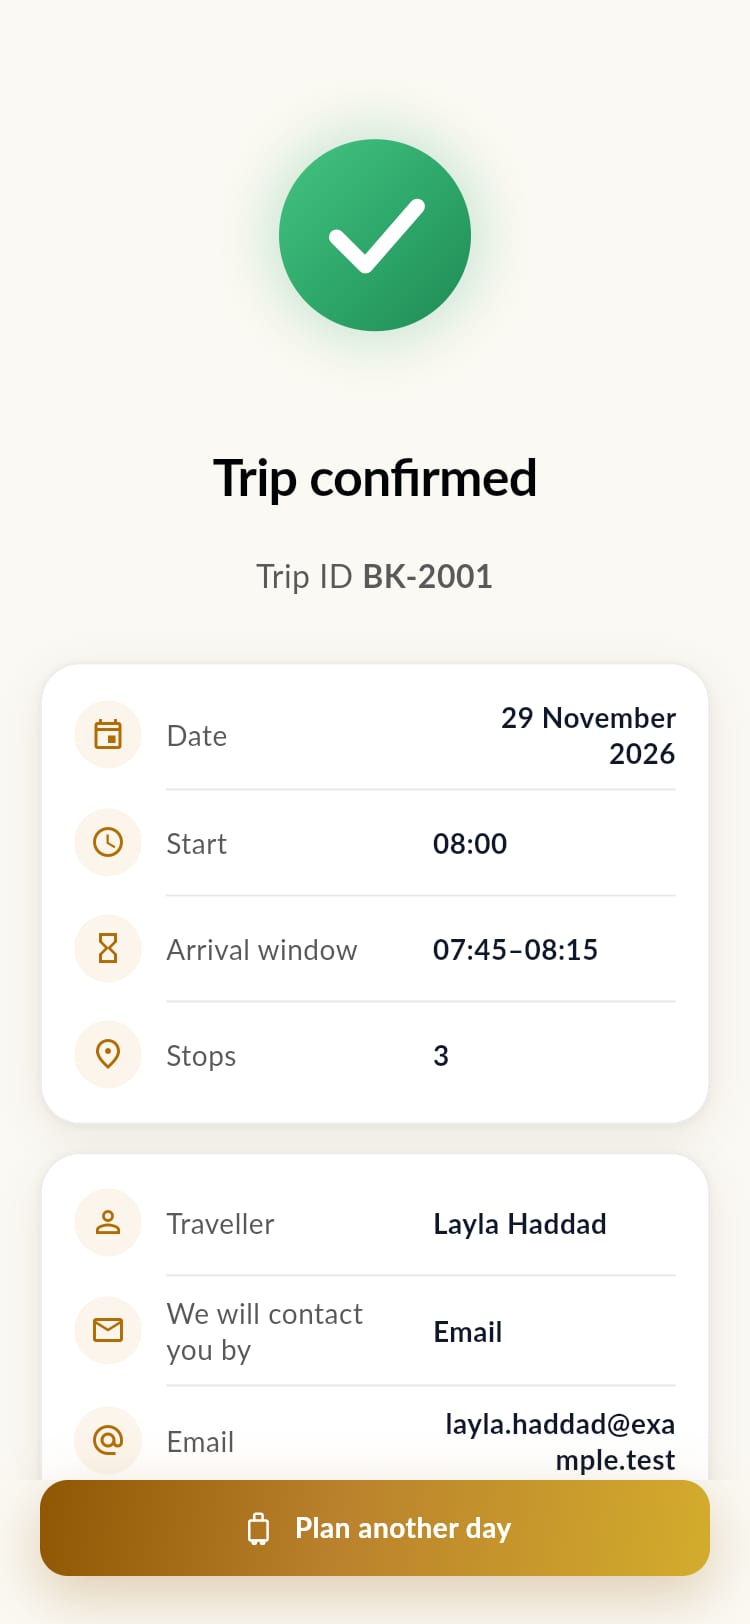 Trip confirmed
Trip ID BK-2001
Date
29 November
2026
Start
08:00
Arrival window
07:45–08:15
Stops
3
Traveller
Layla Haddad
We will contact
you by
Email
Email
layla.haddad@exa
mple.test
Plan another day